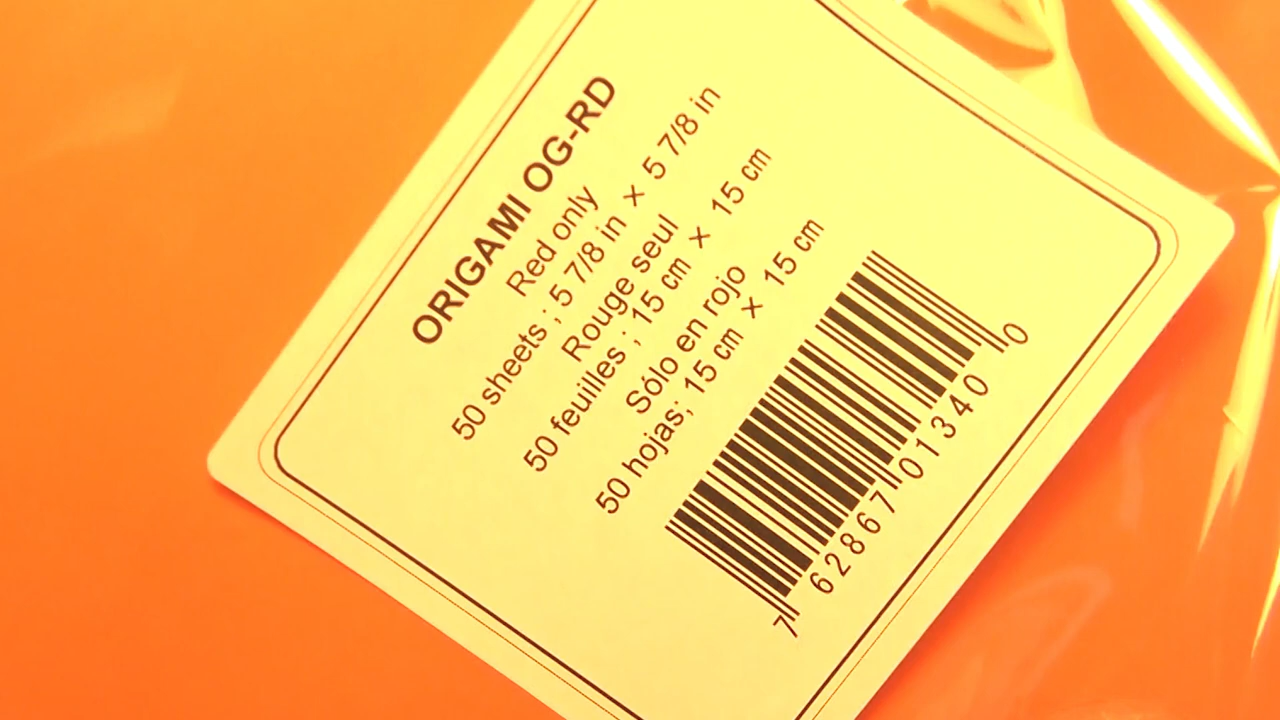 ORIGAMI OG-RD
Red only
50 sheets ; 5 7/8 in × 5 7/8 in
Rouge seul
50 feuilles ; 15 cm × 15 cm
Sólo en rojo
50 hojas; 15 cm × 15 cm
7 62867 01340 0